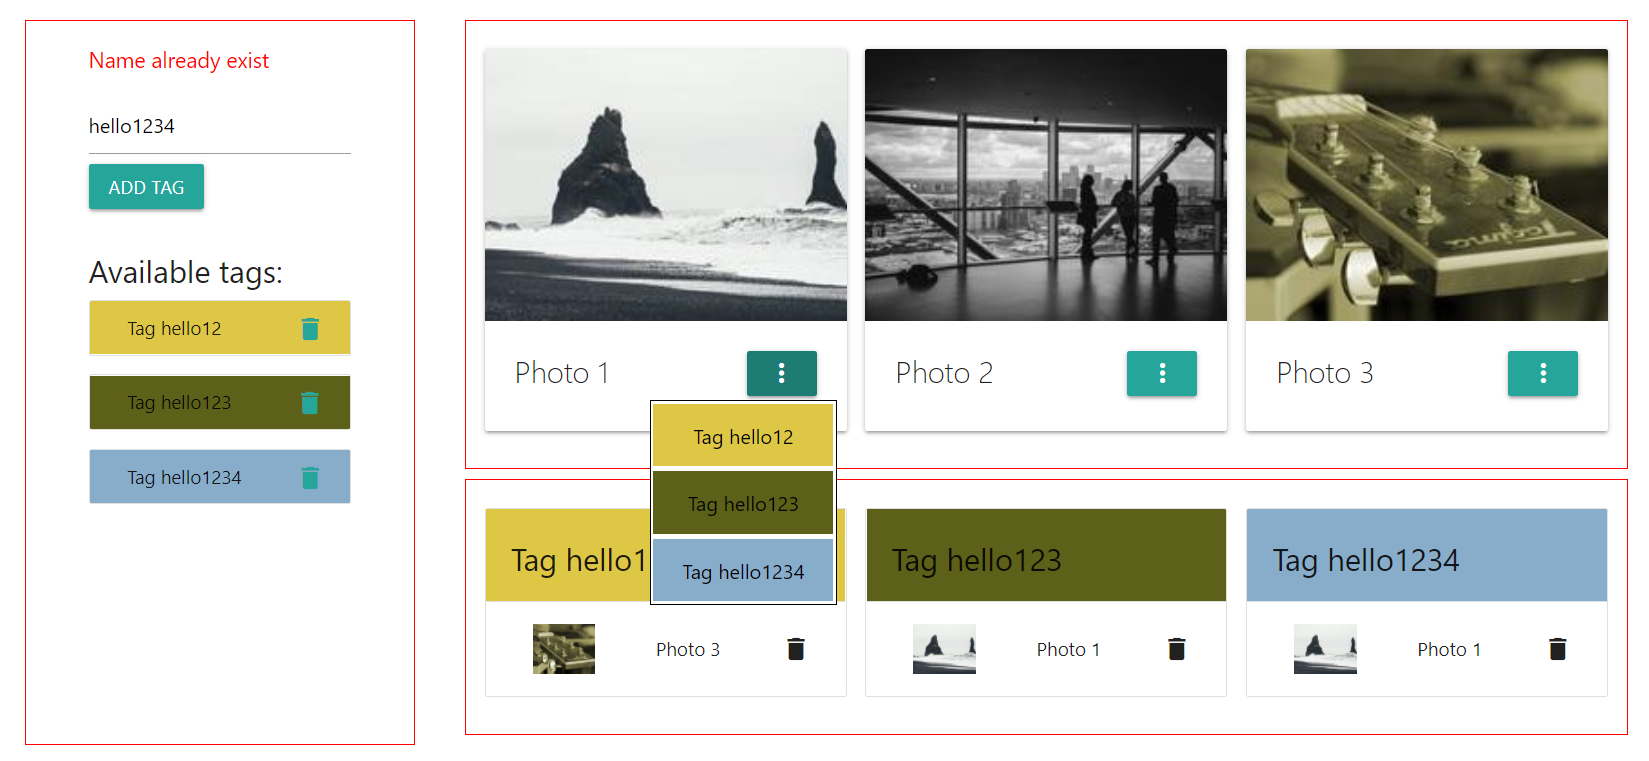 Name already exist
hello1234
ADD TAG
Available tags:
Tag hello12
Tag hello123
Tag hello1234
Photo 1
Photo 2
Photo 3
Tag hello12
Tag hello123
Tag hello1234
Tag hello1
Tag hello123
Tag hello1234
Photo 3
Photo 1
Photo 1